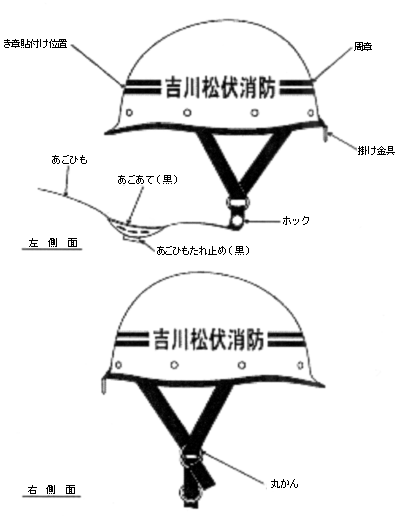 き章貼付け位置
周章
吉川松伏消防
掛け金具
あごひも
あごあて(黒)
ホック
左側面
あごひもたれ止め(黒)
吉川松伏消防
丸かん
右側面